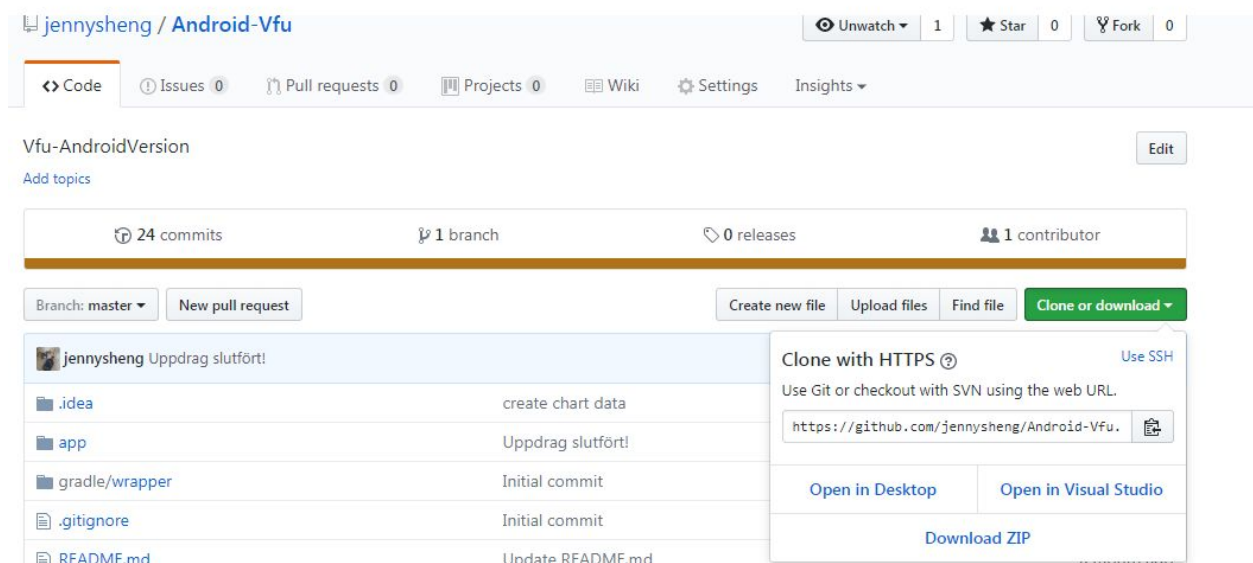 jennysheng / Android-Vfu
Unwatch 1 Star 0 Fork 0
Code Issues 0 Pull requests 0 Projects 0 Wiki Settings Insights
Vfu-AndroidVersion
Edit
Add topics
24 commits 1 branch 0 releases 1 contributor
Branch: master New pull request Create new file Upload files Find file Clone or download
jennysheng Uppdrag slutfört!
Clone with HTTPS ? Use SSH
Use Git or checkout with SVN using the web URL.
https://github.com/jennysheng/Android-Vfu.
Open in Desktop Open in Visual Studio
Download ZIP
.idea create chart data
app Uppdrag slutfört!
gradle/wrapper Initial commit
.gitignore Initial commit
README.md Update README.md